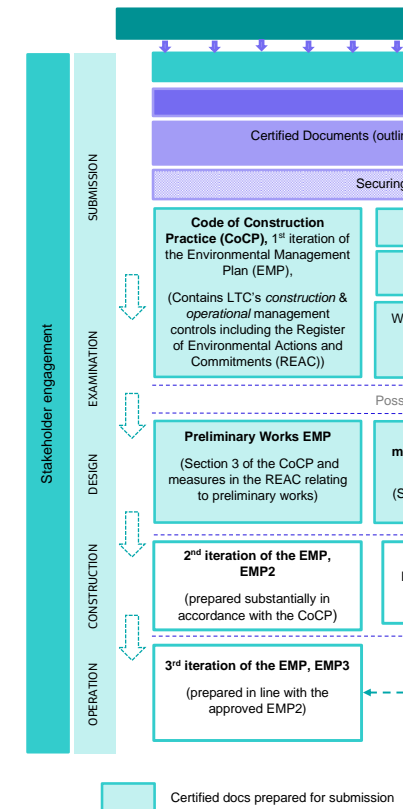 Certified Documents (outlin
Securing
Stakeholder engagement
SUBMISSION
EXAMINATION
DESIGN
CONSTRUCTION
OPERATION
Code of Construction
Practice (CoCP), 1st iteration of
the Environmental Management
Plan (EMP),
(Contains LTC's construction &
operational management
controls including the Register
of Environmental Actions and
Commitments (REAC))
W
Poss
Preliminary Works EMP
(Section 3 of the CoCP and
measures in the REAC relating
to preliminary works)
m
(S
2nd iteration of the EMP,
EMP2
(prepared substantially in
accordance with the CoCP)
3rd iteration of the EMP, EMP3
(prepared in line with the
approved EMP2)
Certified docs prepared for submission